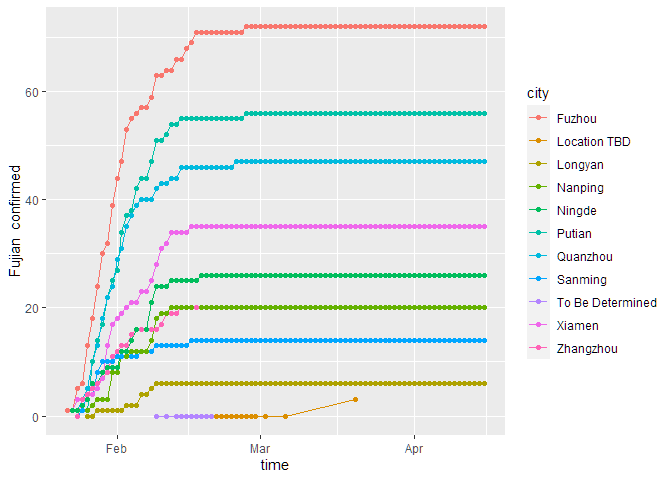 Fujian confirmed
60
40
20
0
Feb
Mar
Apr
time
city
Fuzhou
Location TBD
Longyan
Nanping
Ningde
Putian
Quanzhou
Sanming
To Be Determined
Xiamen
Zhangzhou